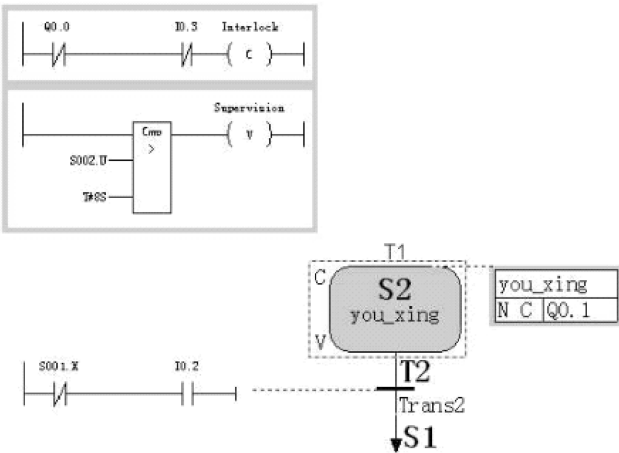 Q0.0 I0.3 Interlock
C
Supervision
Cmp
>
V
S002.U
T#8S
T1
C
S2
you_xing
V
you_xing
N C Q0.1
S001.X I0.2
T2
Trans2
S1